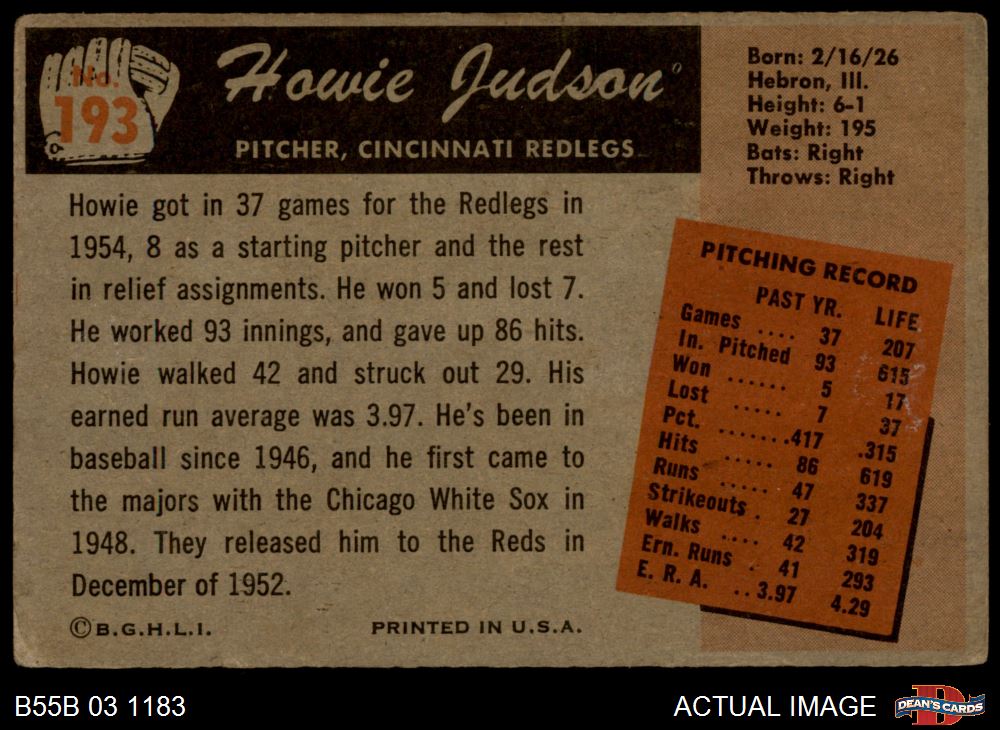 No.
193
Howie Judson
PITCHER, CINCINNATI REDLEGS
Born: 2/16/26
Hebron, Ill.
Height: 6-1
Weight: 195
Bats: Right
Throws: Right
Howie got in 37 games for the Redlegs in
1954, 8 as a starting pitcher and the rest
in relief assignments. He won 5 and lost 7.
He worked 93 innings, and gave up 86 hits.
Howie walked 42 and struck out 29. His
earned run average was 3.97. He's been in
baseball since 1946, and he first came to
the majors with the Chicago White Sox in
1948. They released him to the Reds in
December of 1952.
©B.G.H.L.I. PRINTED IN U.S.A.
PITCHING RECORD
PAST YR. LIFE
Games .... 37 207
In. Pitched 93 615
Won ...... 5 17
Lost ..... 7 37
Pct. .......417 .315
Hits ..... 86 619
Runs ..... 47 337
Strikeouts . 27 204
Walks .... 42 319
Ern. Runs . 41 293
E. R. A. ..3.97 4.29
B55B 03 1183
ACTUAL IMAGE
D
DEAN'S CARDS